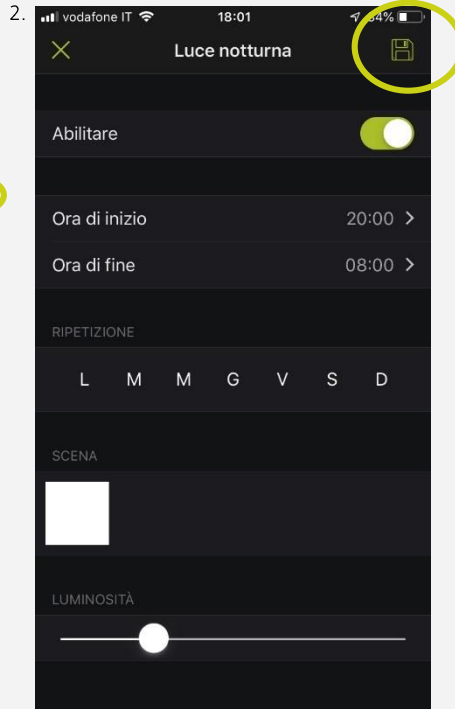 2.
vodafone IT 18:01 84%
Luce notturna
Abilitare
Ora di inizio 20:00 >
Ora di fine 08:00 >
RIPETIZIONE
L M M G V S D
SCENA
LUMINOSITÀ